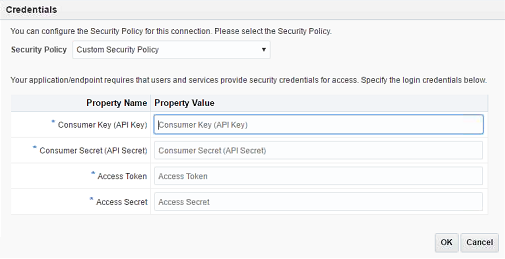 Credentials
You can configure the Security Policy for this connection. Please select the Security Policy.
Security Policy Custom Security Policy
Your application/endpoint requires that users and services provide security credentials for access. Specify the login credentials below.
Property Name Property Value
* Consumer Key (API Key) Consumer Key (API Key)
* Consumer Secret (API Secret) Consumer Secret (API Secret)
* Access Token Access Token
* Access Secret Access Secret
OK Cancel